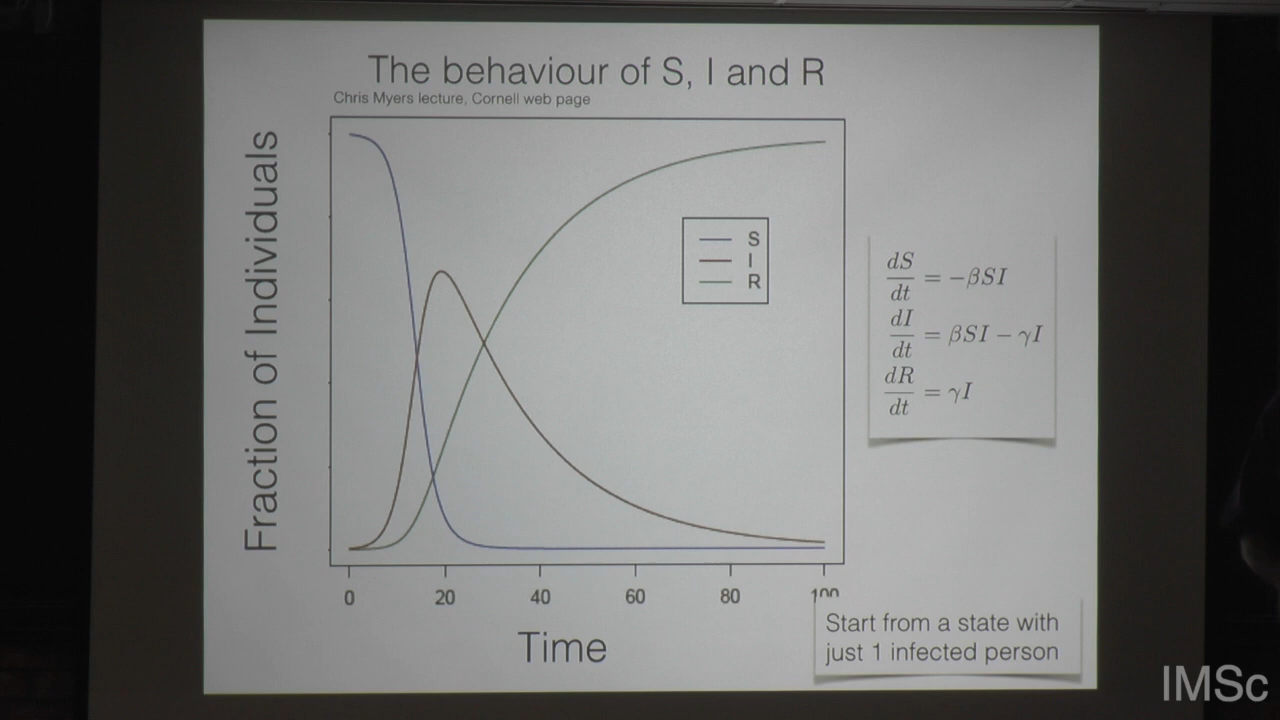 The behaviour of S, I and R
Chris Myers lecture, Cornell web page
Fraction of Individuals
S
I
R
0 20 40 60 80 100
Time
dS/dt = −βSI
dI/dt = βSI − γI
dR/dt = γI
Start from a state with
just 1 infected person
IMSc